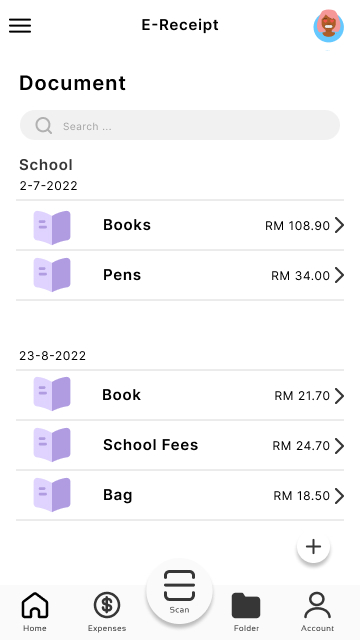 E-Receipt
Document
Search ...
School
2-7-2022
Books RM 108.90
Pens RM 34.00
23-8-2022
Book RM 21.70
School Fees RM 24.70
Bag RM 18.50
Home Expenses Scan Folder Account